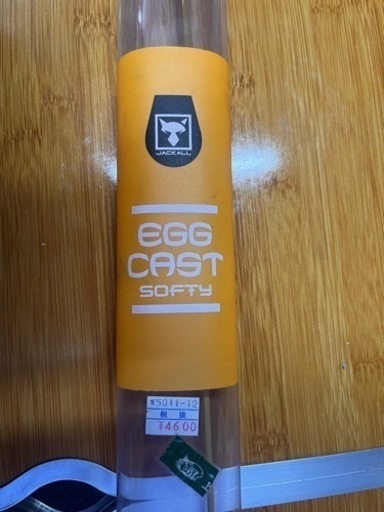 JACKALL
EGG
CAST
SOFTY
税抜
¥4600